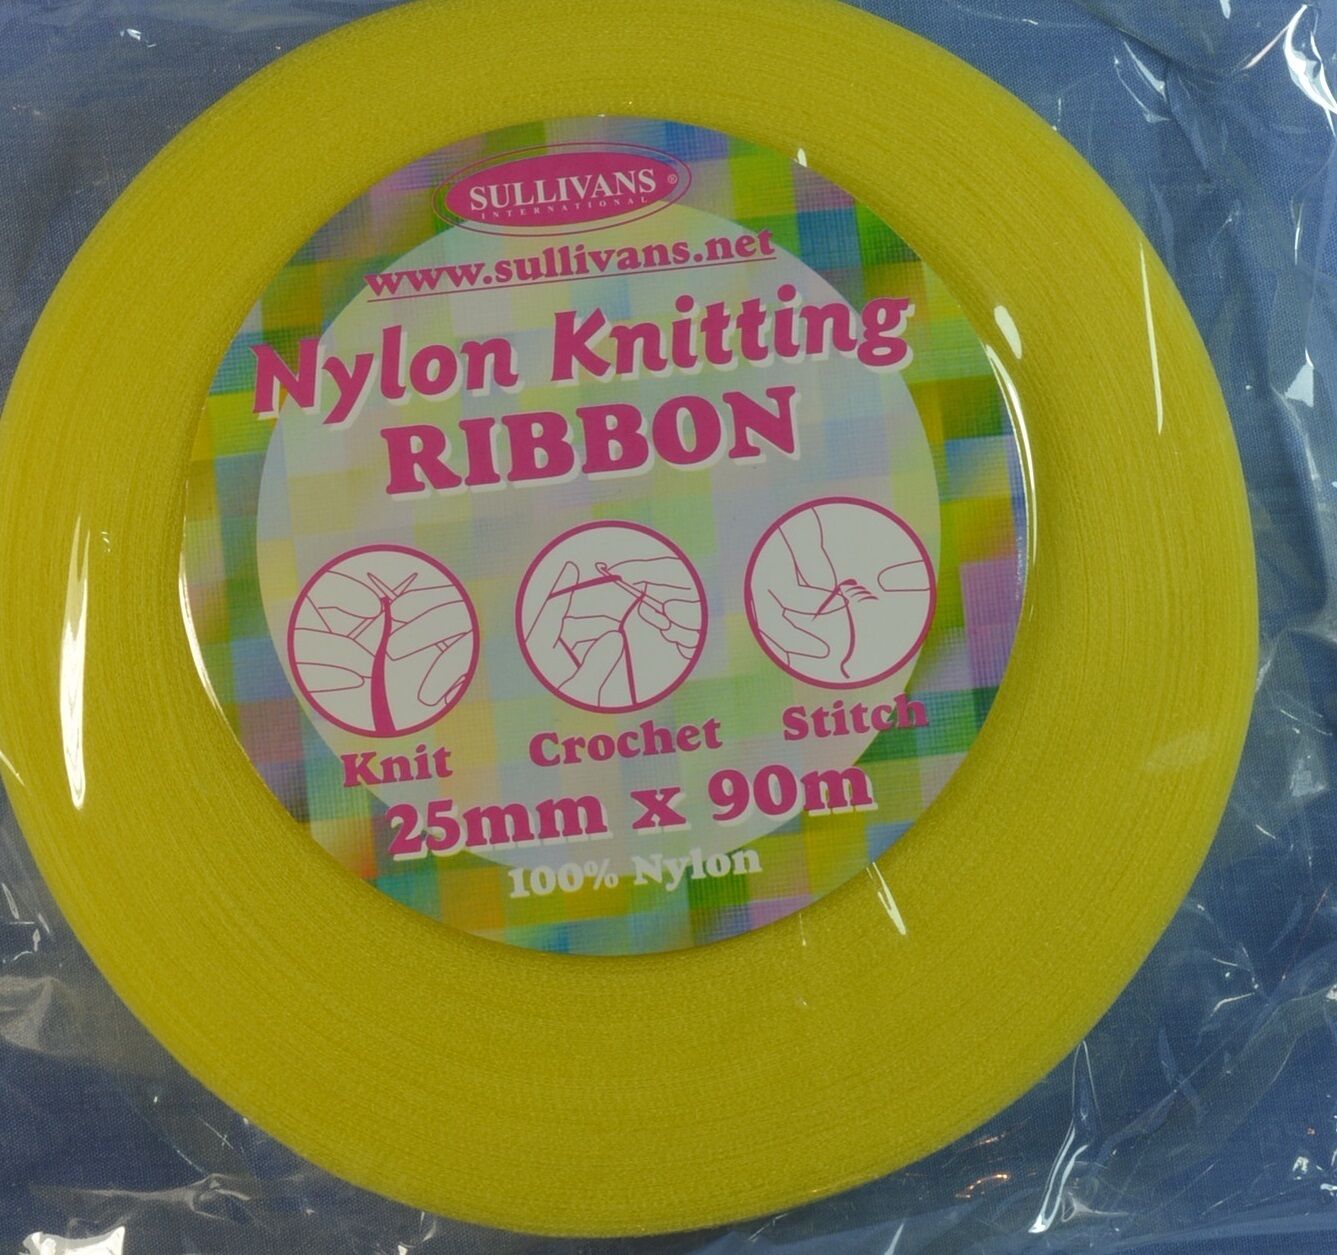 SULLIVANS®
INTERNATIONAL
www.sullivans.net
Nylon Knitting
RIBBON
Knit Crochet Stitch
25mm x 90m
100% Nylon